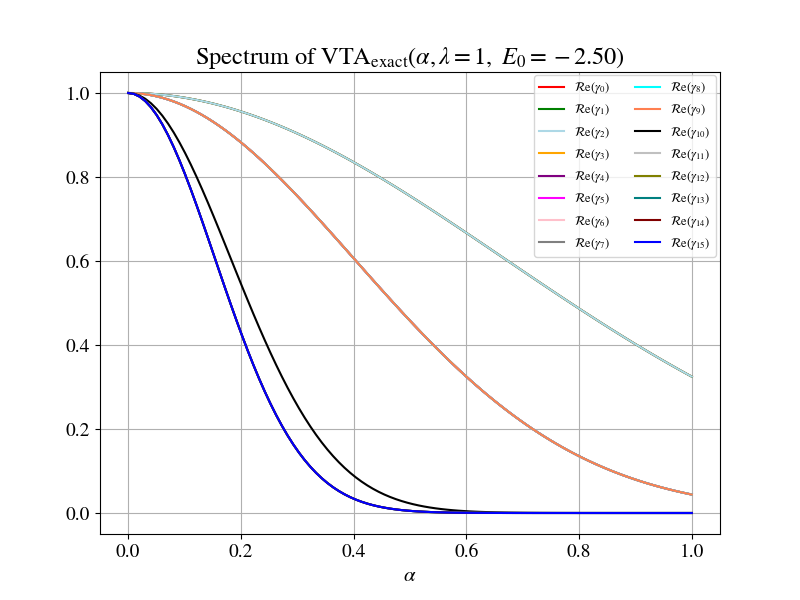 Spectrum of VTA_exact(α, λ = 1, E_0 = −2.50)
1.0
0.8
0.6
0.4
0.2
0.0
0.0 0.2 0.4 0.6 0.8 1.0
α
ℛe(γ_0)
ℛe(γ_1)
ℛe(γ_2)
ℛe(γ_3)
ℛe(γ_4)
ℛe(γ_5)
ℛe(γ_6)
ℛe(γ_7)
ℛe(γ_8)
ℛe(γ_9)
ℛe(γ_10)
ℛe(γ_11)
ℛe(γ_12)
ℛe(γ_13)
ℛe(γ_14)
ℛe(γ_15)